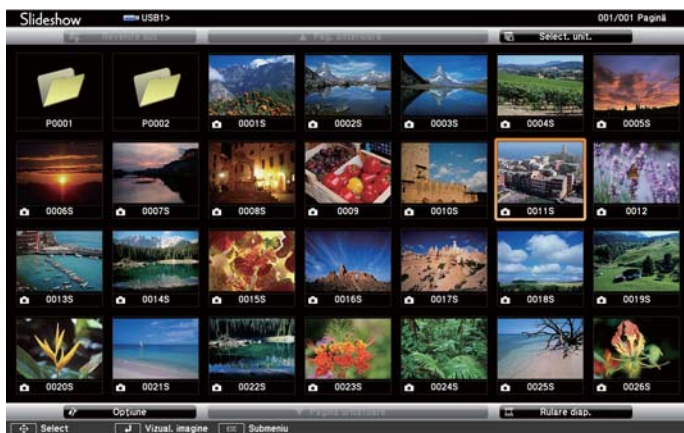 Slideshow USB1> 001/001 Pagină
Revenire sus ▲ Pag. anterioară Select. unit.
P0001 P0002 0001S 0002S 0003S 0004S 0005S
0006S 0007S 0008S 0009 0010S 0011S 0012
0013S 0014S 0015S 0016S 0017S 0018S 0019S
0020S 0021S 0022S 0023S 0024S 0025S 0026S
Opțiune ▼ Pagina următoare Rulare diap.
Select Vizual. imagine Esc Submeniu